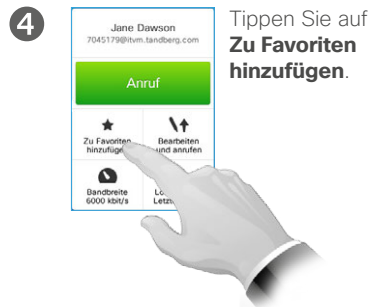 4
Tippen Sie auf
Zu Favoriten
hinzufügen.
Jane Dawson
7045179@itvm.tandberg.com
Anruf
Zu Favoriten
hinzufügen
Bearbeiten
und anrufen
Bandbreite
6000 kbit/s